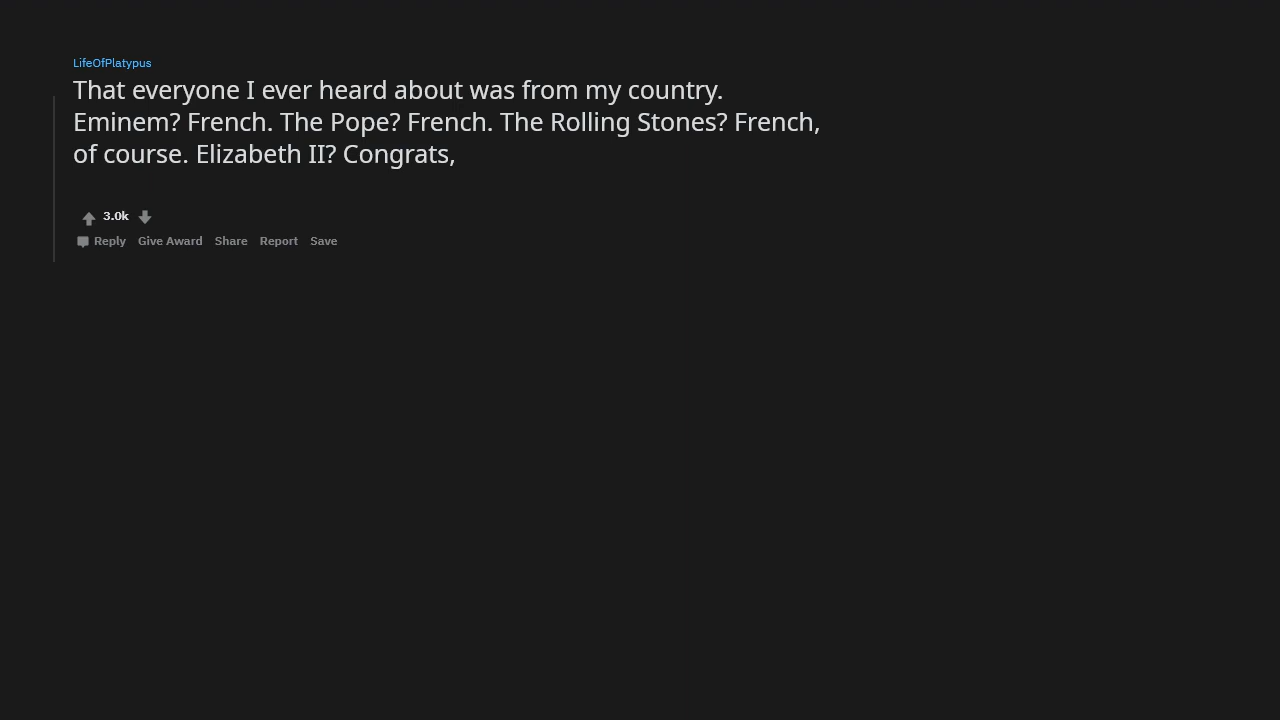 LifeOfPlatypus
That everyone I ever heard about was from my country.
Eminem? French. The Pope? French. The Rolling Stones? French,
of course. Elizabeth II? Congrats,
3.0k
Reply Give Award Share Report Save